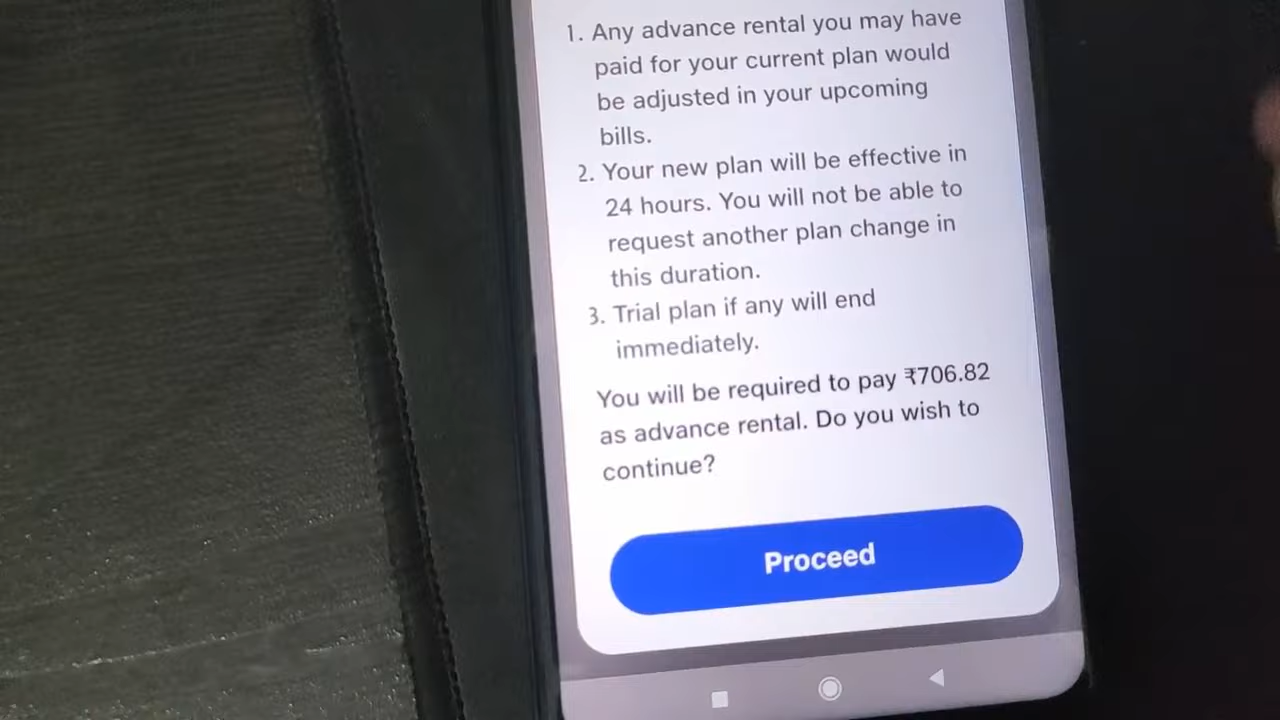 1. Any advance rental you may have
paid for your current plan would
be adjusted in your upcoming
bills.
2. Your new plan will be effective in
24 hours. You will not be able to
request another plan change in
this duration.
3. Trial plan if any will end
immediately.
You will be required to pay ₹706.82
as advance rental. Do you wish to
continue?
Proceed